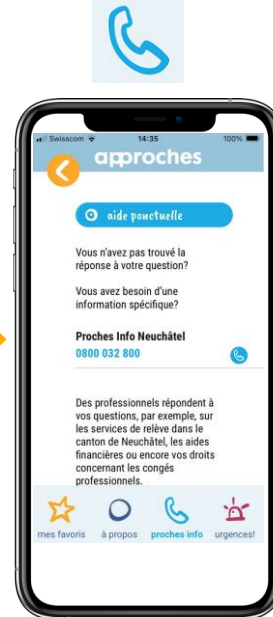 Swisscom
14:35
100%
approches
aide ponctuelle
Vous n'avez pas trouvé la
réponse à votre question?
Vous avez besoin d'une
information spécifique?
Proches Info Neuchâtel
0800 032 800
Des professionnels répondent à
vos questions, par exemple, sur
les services de relève dans le
canton de Neuchâtel, les aides
financières ou encore vos droits
concernant les congés
professionnels.
mes favoris
à propos
proches info
urgences!